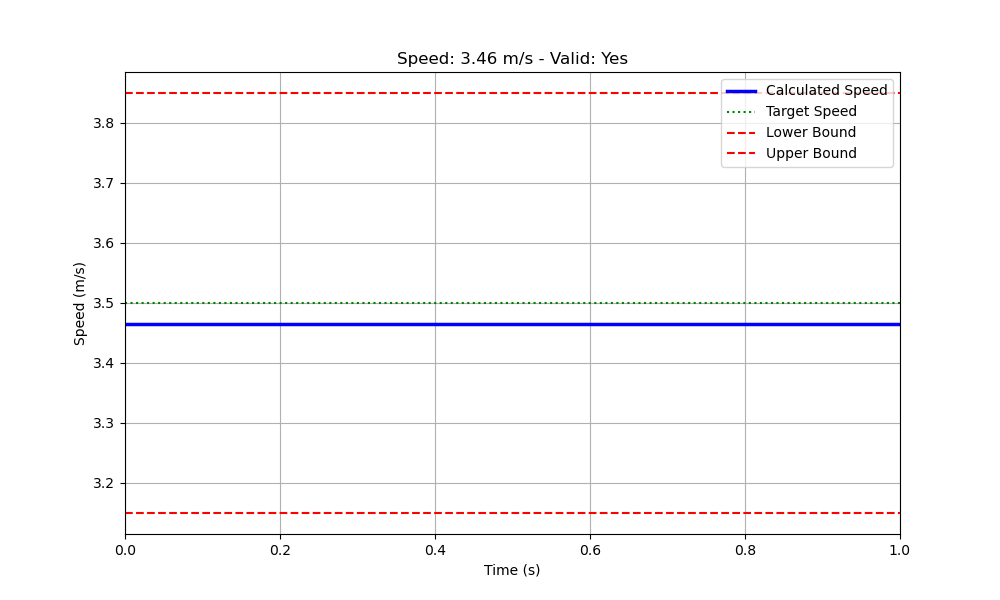 Speed: 3.46 m/s - Valid: Yes
Calculated Speed
Target Speed
Lower Bound
Upper Bound
Speed (m/s)
3.8
3.7
3.6
3.5
3.4
3.3
3.2
0.0 0.2 0.4 0.6 0.8 1.0
Time (s)